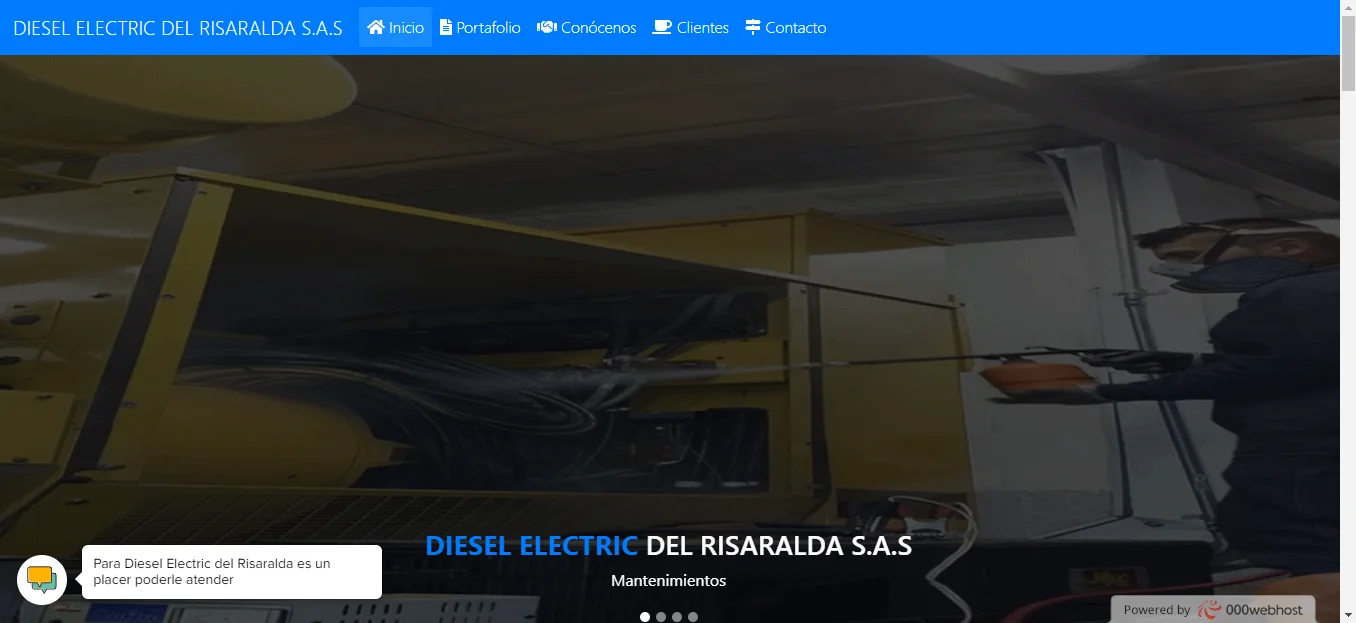 DIESEL ELECTRIC DEL RISARALDA S.A.S
Inicio
Portafolio
Conócenos
Clientes
Contacto
DIESEL ELECTRIC DEL RISARALDA S.A.S
Mantenimientos
Para Diesel Electric del Risaralda es un
placer poderle atender
Powered by 000webhost